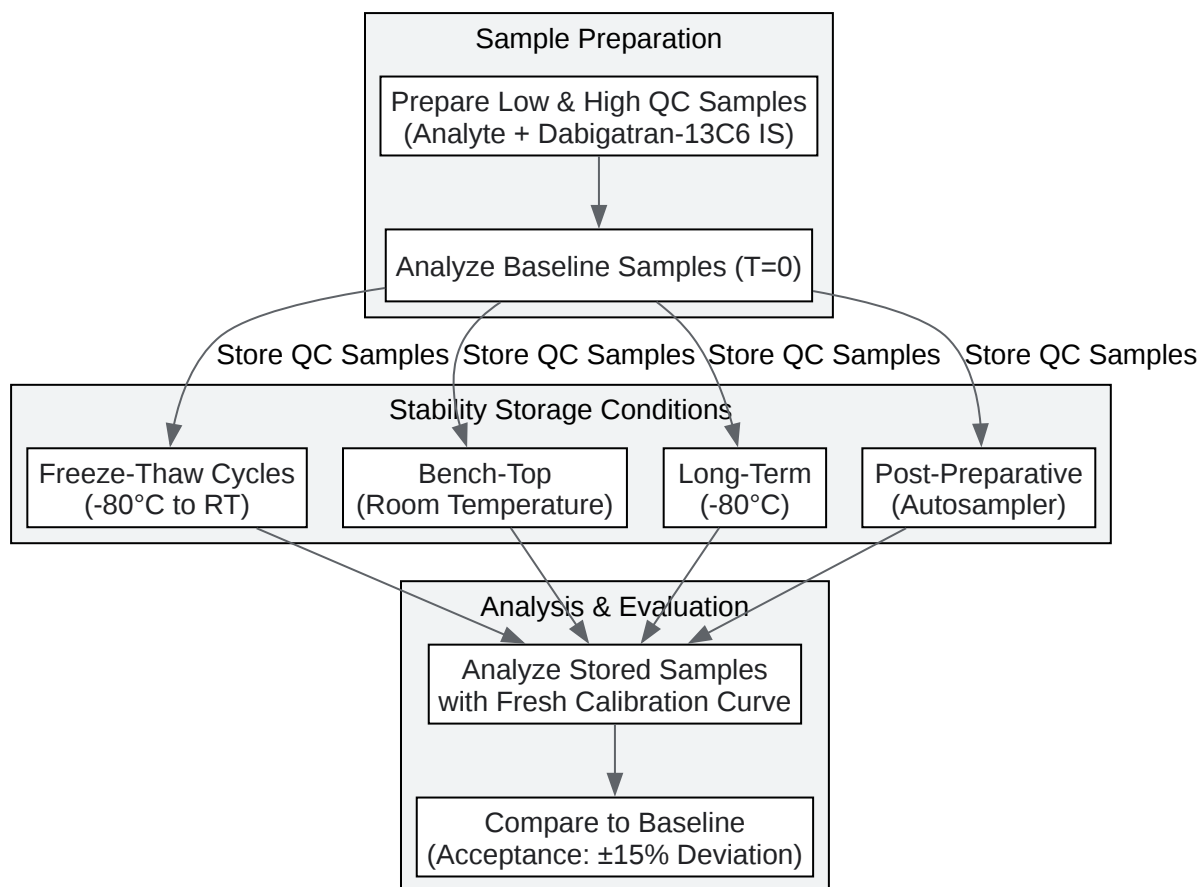 Sample Preparation
Prepare Low & High QC Samples
(Analyte + Dabigatran-13C6 IS)
Analyze Baseline Samples (T=0)
Store QC Samples
Store QC Samples
Store QC Samples
Store QC Samples
Stability Storage Conditions
Freeze-Thaw Cycles
(-80°C to RT)
Bench-Top
(Room Temperature)
Long-Term
(-80°C)
Post-Preparative
(Autosampler)
Analysis & Evaluation
Analyze Stored Samples
with Fresh Calibration Curve
Compare to Baseline
(Acceptance: ±15% Deviation)